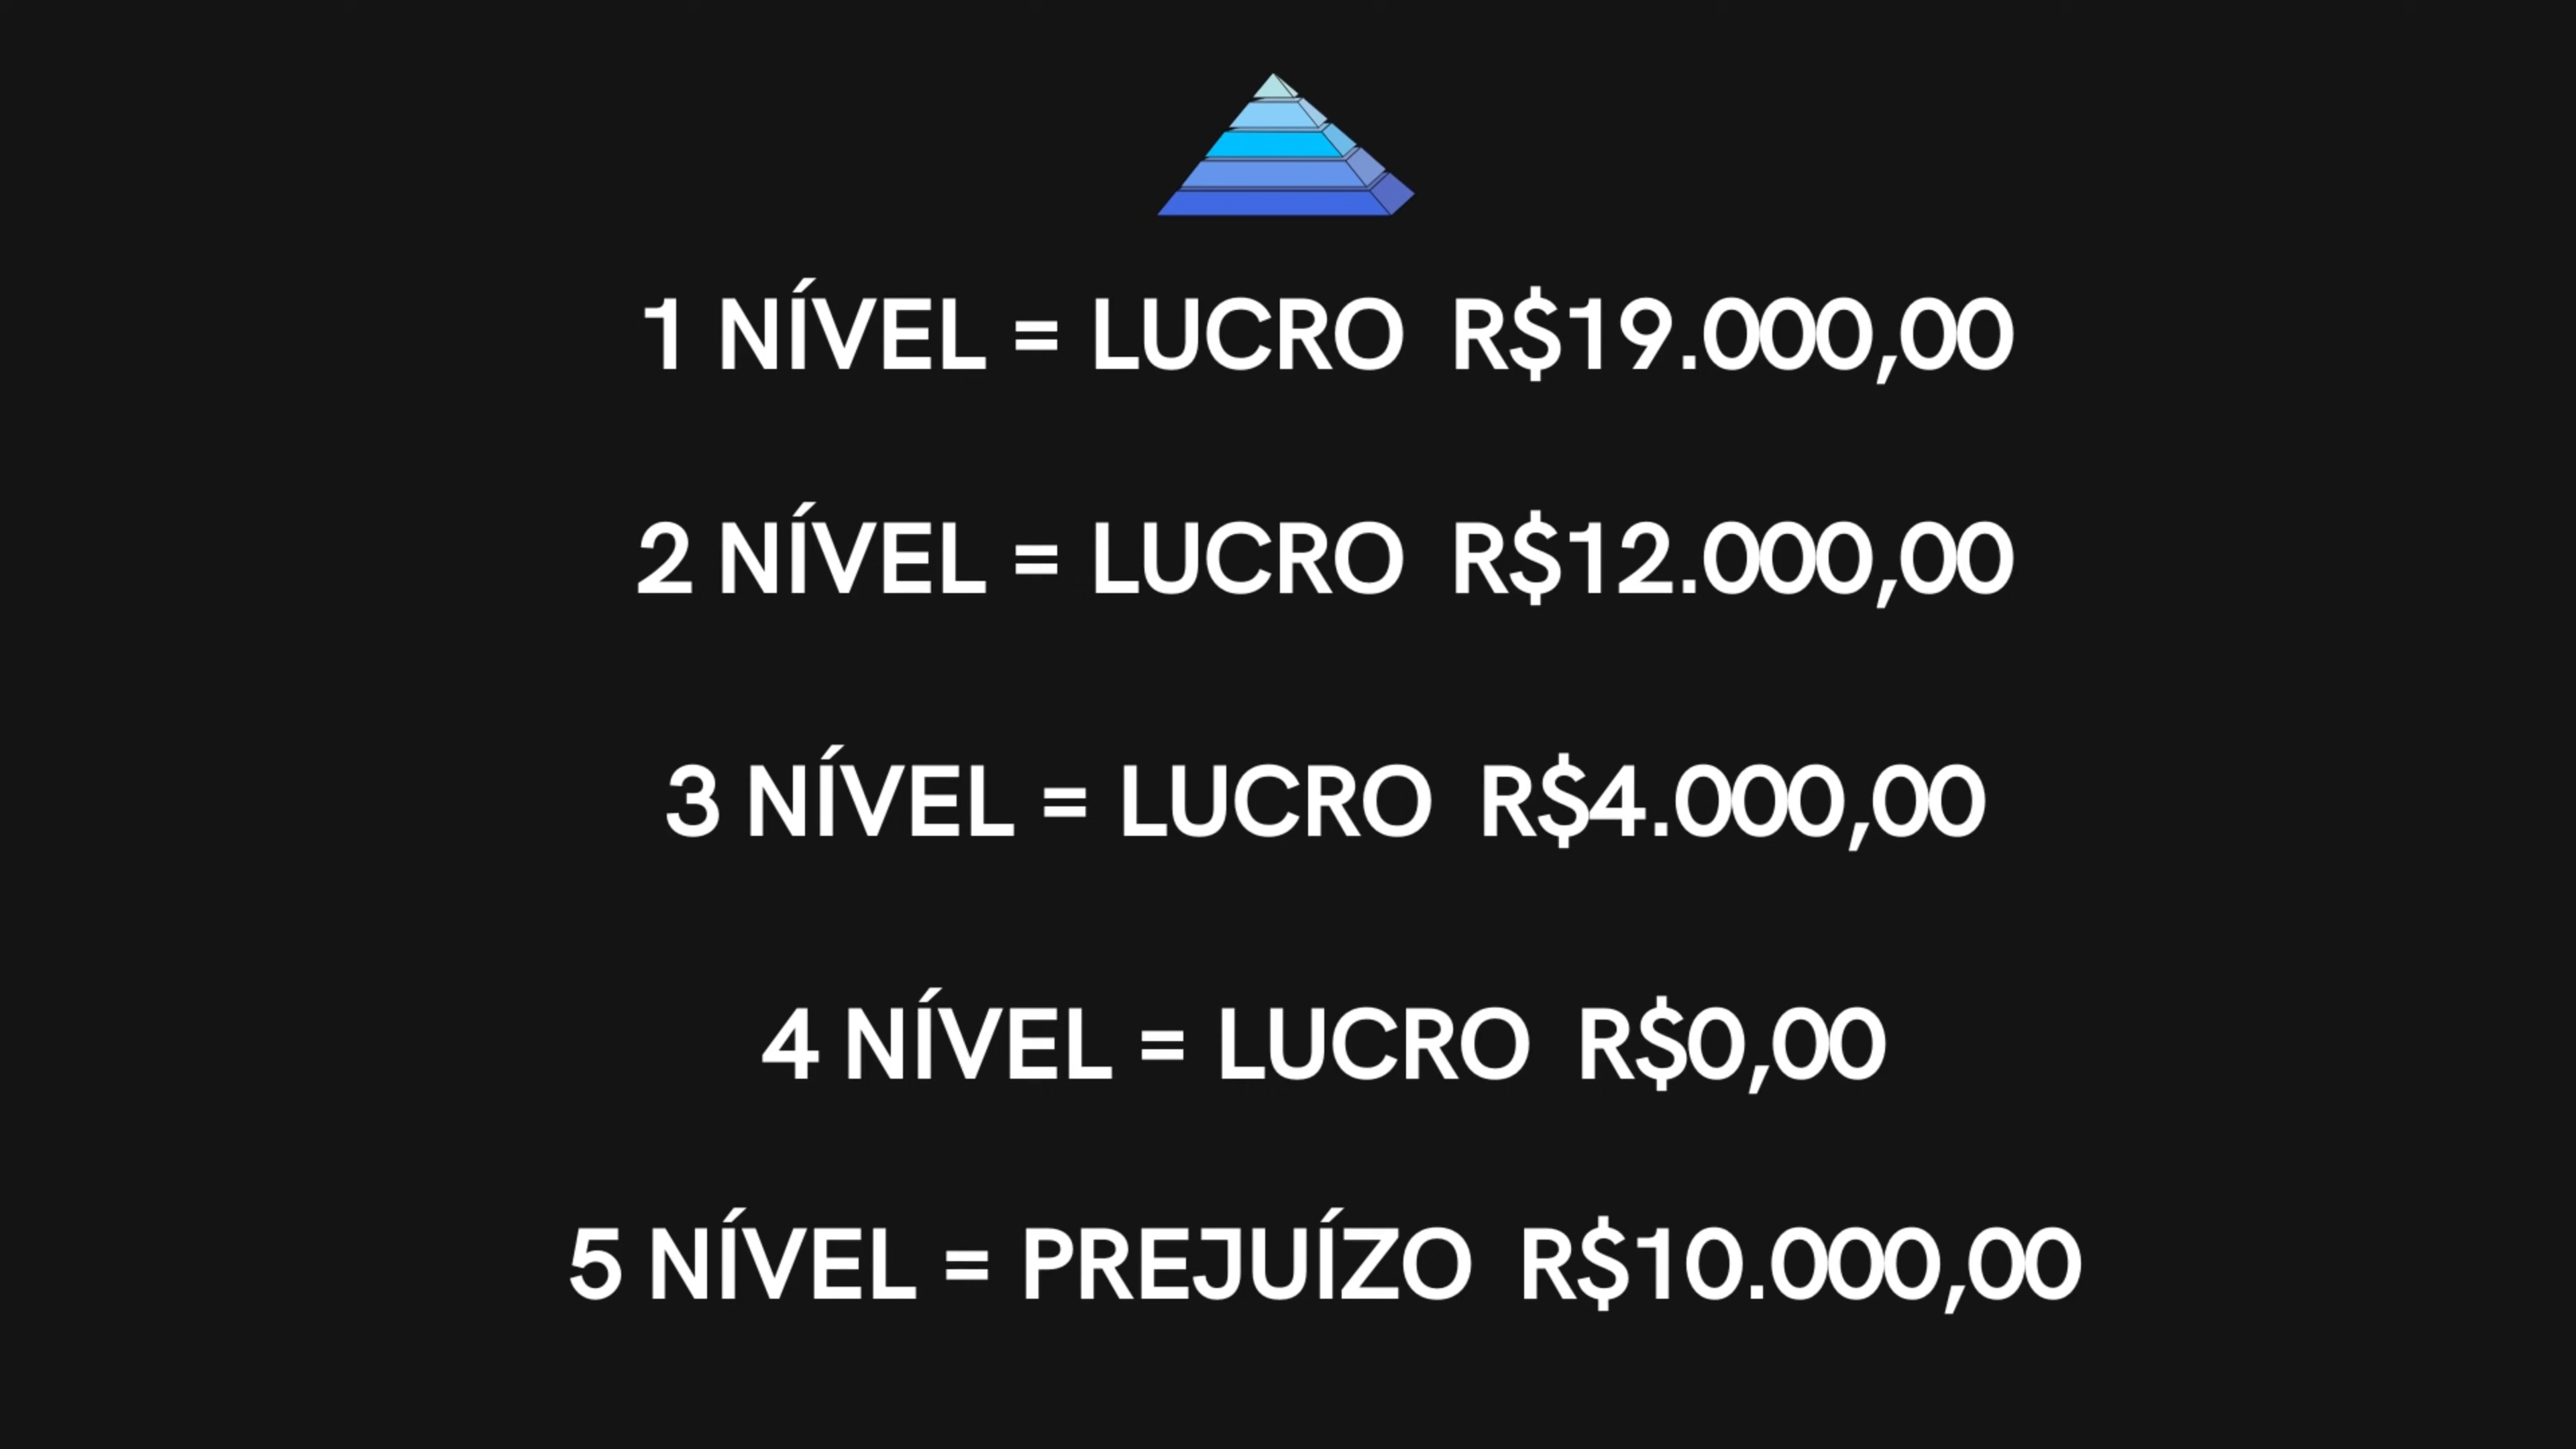 1 NÍVEL = LUCRO R$19.000,00
2 NÍVEL = LUCRO R$12.000,00
3 NÍVEL = LUCRO R$4.000,00
4 NÍVEL = LUCRO R$0,00
5 NÍVEL = PREJUÍZO R$10.000,00